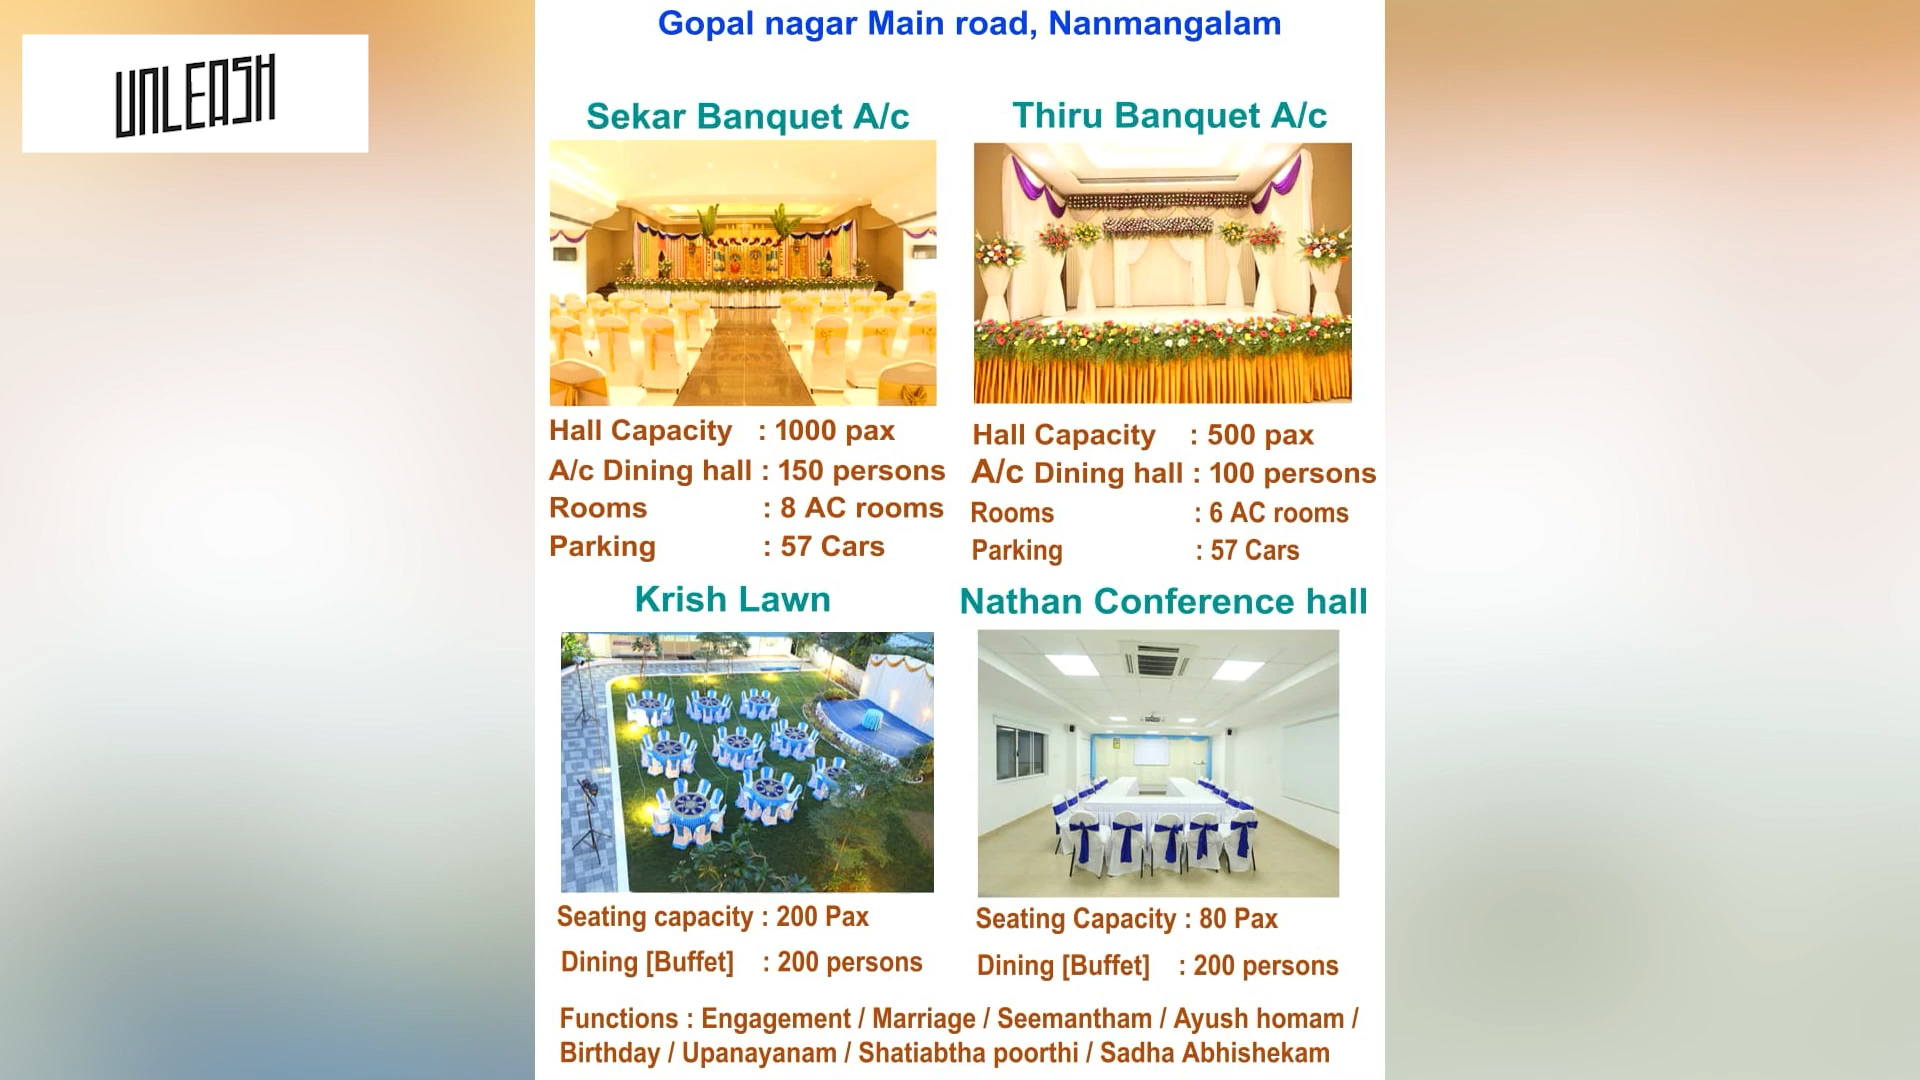 UNLEASH
Gopal nagar Main road, Nanmangalam
Sekar Banquet A/c
Hall Capacity : 1000 pax
A/c Dining hall : 150 persons
Rooms : 8 AC rooms
Parking : 57 Cars
Thiru Banquet A/c
Hall Capacity : 500 pax
A/c Dining hall : 100 persons
Rooms : 6 AC rooms
Parking : 57 Cars
Krish Lawn
Seating capacity : 200 Pax
Dining [Buffet] : 200 persons
Nathan Conference hall
Seating Capacity : 80 Pax
Dining [Buffet] : 200 persons
Functions : Engagement / Marriage / Seemantham / Ayush homam /
Birthday / Upanayanam / Shatiabtha poorthi / Sadha Abhishekam